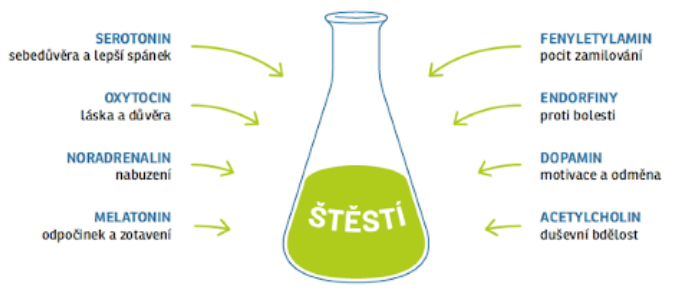 SEROTONIN
sebedůvěra a lepší spánek
OXYTOCIN
láska a důvěra
NORADRENALIN
nabuzení
MELATONIN
odpočinek a zotavení
ŠTĚSTÍ
FENYLETYLAMIN
pocit zamilování
ENDORFINY
proti bolesti
DOPAMIN
motivace a odměna
ACETYLCHOLIN
duševní bdělost